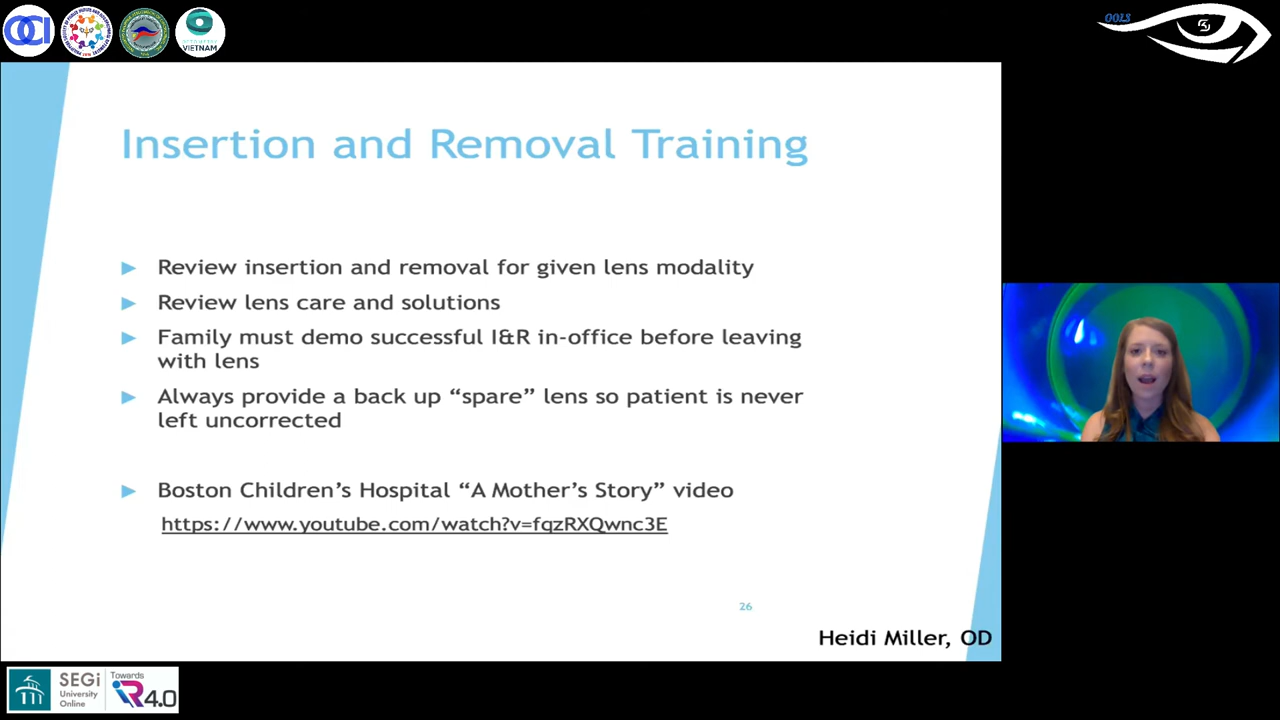 OCI
VIETNAM
OOLS
Insertion and Removal Training
Review insertion and removal for given lens modality
Review lens care and solutions
Family must demo successful I&R in-office before leaving
with lens
Always provide a back up “spare” lens so patient is never
left uncorrected
Boston Children’s Hospital “A Mother’s Story” video
https://www.youtube.com/watch?v=fqzRXQwnc3E
26
Heidi Miller, OD
SEGi
University
Online
Towards
iR4.0